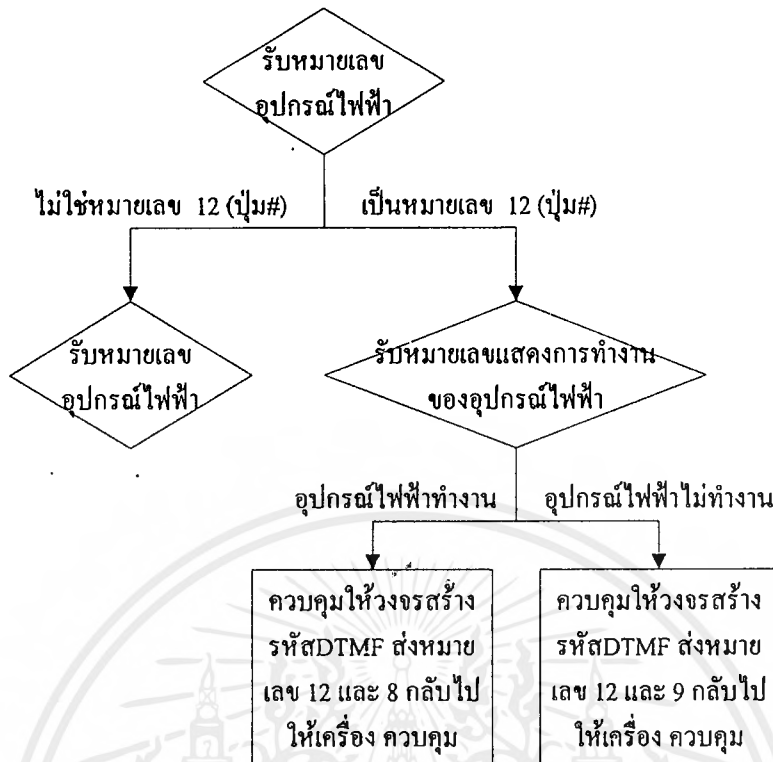 รับหมายเลข
อุปกรณ์ไฟฟ้า
ไม่ใช่หมายเลข 12 (ปุ่ม#)
เป็นหมายเลข 12 (ปุ่ม#)
รับหมายเลข
อุปกรณ์ไฟฟ้า
รับหมายเลขแสดงการทำงาน
ของอุปกรณ์ไฟฟ้า
อุปกรณ์ไฟฟ้าทำงาน
อุปกรณ์ไฟฟ้าไม่ทำงาน
ควบคุมให้วงจรสร้าง
รหัสDTMF ส่งหมาย
เลข 12 และ 8 กลับไป
ให้เครื่อง ควบคุม
ควบคุมให้วงจรสร้าง
รหัสDTMF ส่งหมาย
เลข 12 และ 9 กลับไป
ให้เครื่อง ควบคุม